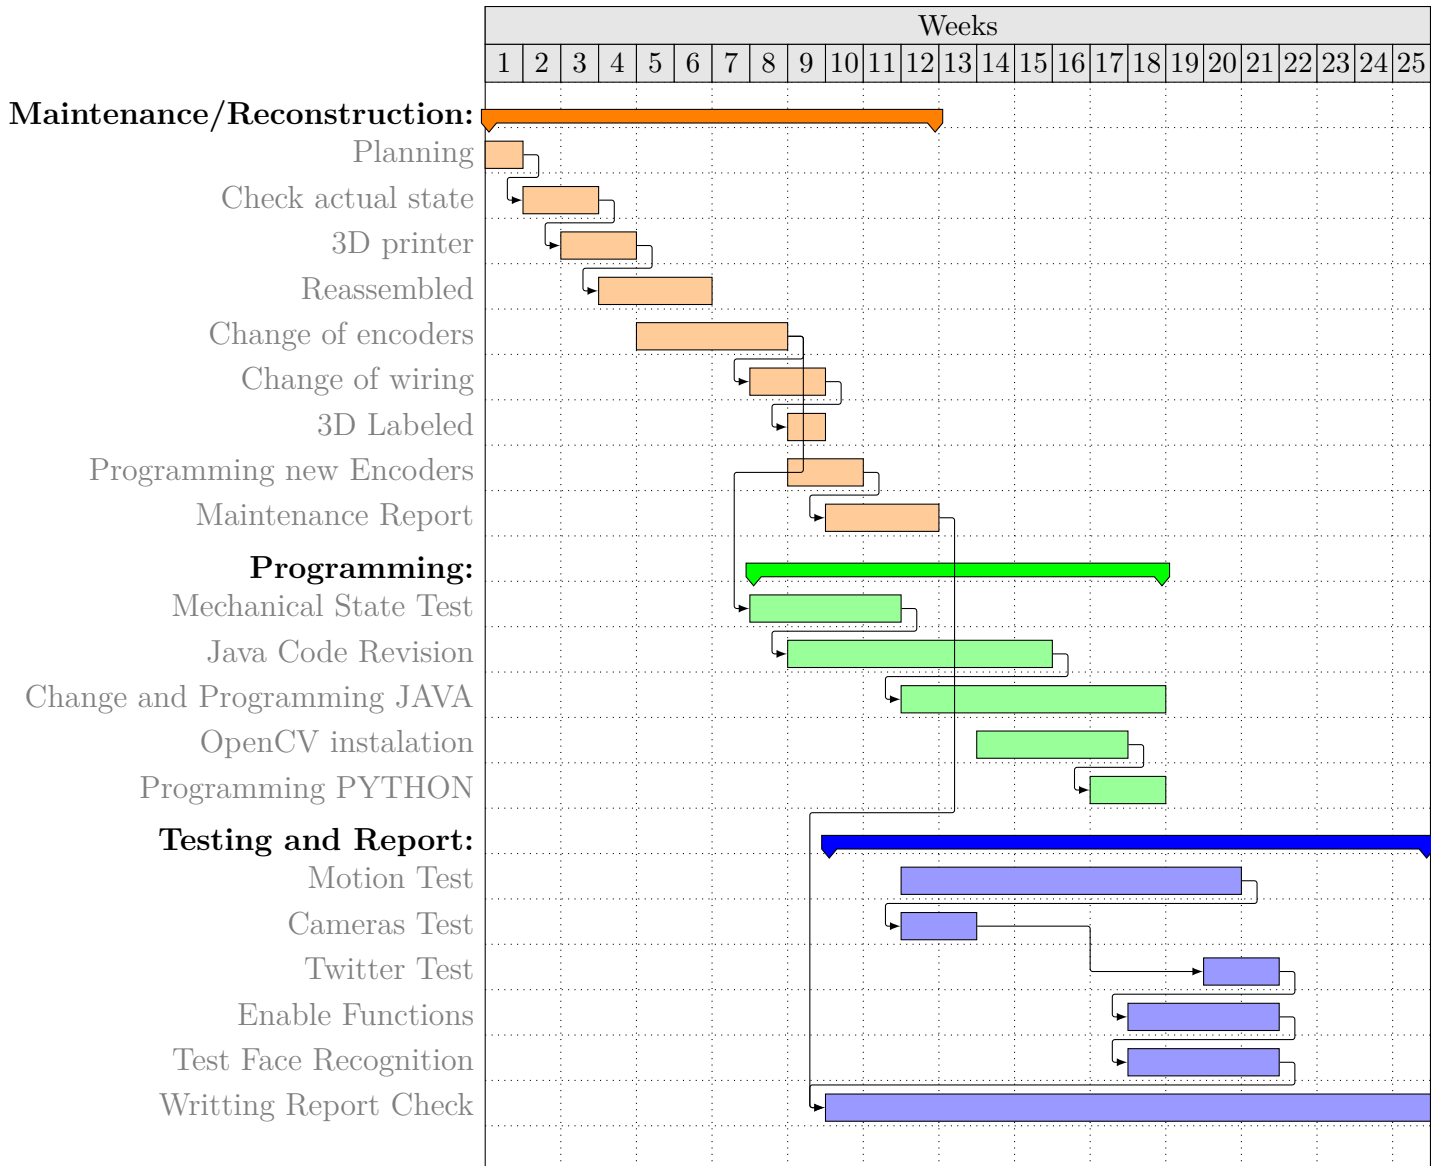 Weeks
1 2 3 4 5 6 7 8 9 10 11 12 13 14 15 16 17 18 19 20 21 22 23 24 25
Maintenance/Reconstruction:
Planning
Check actual state
3D printer
Reassembled
Change of encoders
Change of wiring
3D Labeled
Programming new Encoders
Maintenance Report
Programming:
Mechanical State Test
Java Code Revision
Change and Programming JAVA
OpenCV instalation
Programming PYTHON
Testing and Report:
Motion Test
Cameras Test
Twitter Test
Enable Functions
Test Face Recognition
Writting Report Check